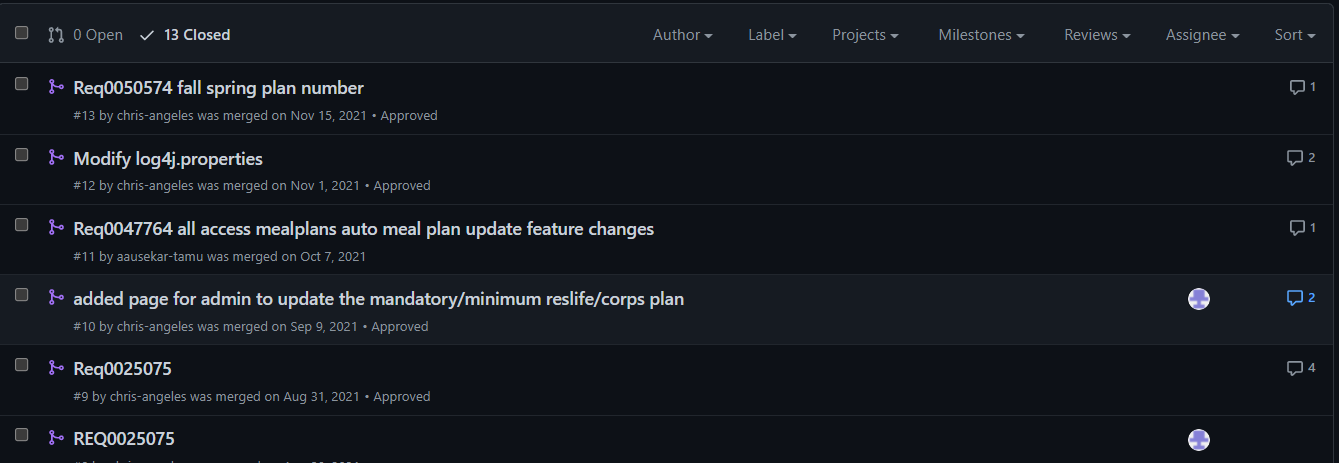 0 Open 13 Closed Author Label Projects Milestones Reviews Assignee Sort
Req0050574 fall spring plan number 1
#13 by chris-angeles was merged on Nov 15, 2021 • Approved
Modify log4j.properties 2
#12 by chris-angeles was merged on Nov 1, 2021 • Approved
Req0047764 all access mealplans auto meal plan update feature changes 1
#11 by aausekar-tamu was merged on Oct 7, 2021
added page for admin to update the mandatory/minimum reslife/corps plan 2
#10 by chris-angeles was merged on Sep 9, 2021 • Approved
Req0025075 4
#9 by chris-angeles was merged on Aug 31, 2021 • Approved
REQ0025075